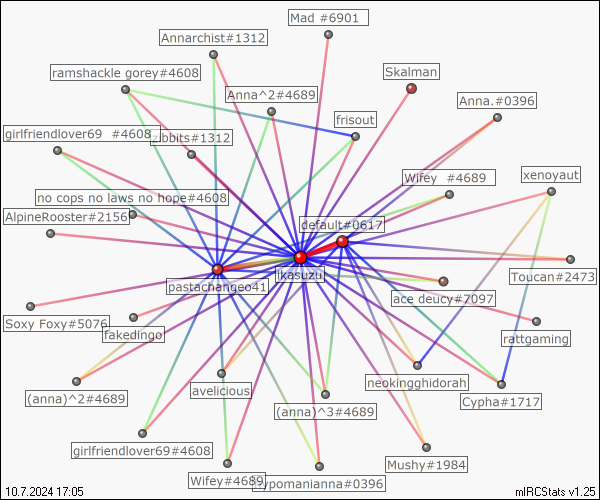 Mad #6901
Annarchist#1312
ramshackle gorey#4608
Skalman
Anna^2#4689
Anna.#0396
frisout
girlfriendlover69 #4608
zibbits#1312
Wifey #4689
xenoyaut
no cops no laws no hope#4608
AlpineRooster#2156
default#0617
ikasuzu
pastachangeo41
Toucan#2473
ace deucy#7097
Soxy Foxy#5076
fakedingo
rattgaming
neokingghidorah
avelicious
(anna)^2#4689
(anna)^3#4689
Cypha#1717
girlfriendlover69#4608
Mushy#1984
Wifey#4689
hypomanianna#0396
10.7.2024 17:05
mIRCStats v1.25